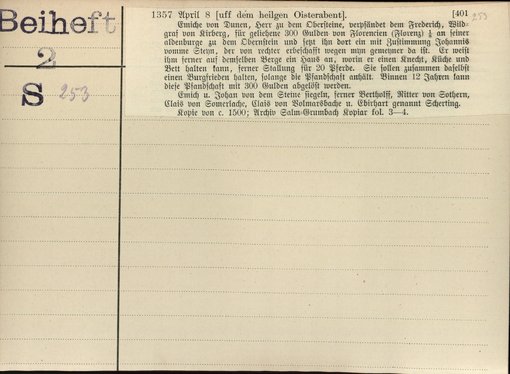 Beiheft
2
S 253
1357 April 8 [uff dem heilgen Oisterabent]. [401
253
Emiche von Dunen, Herr zu dem Obersteine, verpfändet dem Frederich, Wild-
graf von Kirberg, für geliehene 300 Gulden von Florencien (Florenz) ¼ an seiner
aldenburge zu dem Obernstein und setzt ihn dort ein mit Zustimmung Johannis
vomme Steyn, der von rechter erbeschafft wegen myn gemeyner da ist. Er weist
ihm ferner auf demselben Berge ein Haus an, worin er einen Knecht, Küche und
Bett halten kann, ferner Stallung für 20 Pferde. Sie sollen zusammen daselbst
einen Burgfrieden halten, solange die Pfandschaft anhält. Binnen 12 Jahren kann
diese Pfandschaft mit 300 Gulden abgelöst werden.
Emich u. Johan von dem Steine siegeln, ferner Bertholff, Ritter von Sothern,
Clais von Somerlache, Clais von Bolmarsbache u. Ebirhart genannt Scherting.
Kopie von c. 1500; Archiv Salm-Grumbach Kopiar fol. 3—4.